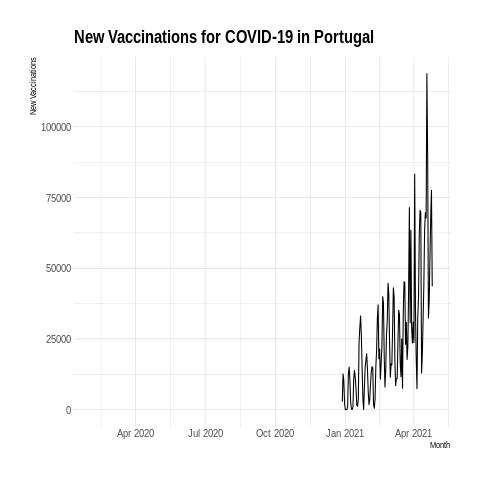 New Vaccinations for COVID-19 in Portugal
New Vaccinations
100000
75000
50000
25000
0
Apr 2020 Jul 2020 Oct 2020 Jan 2021 Apr 2021
Month